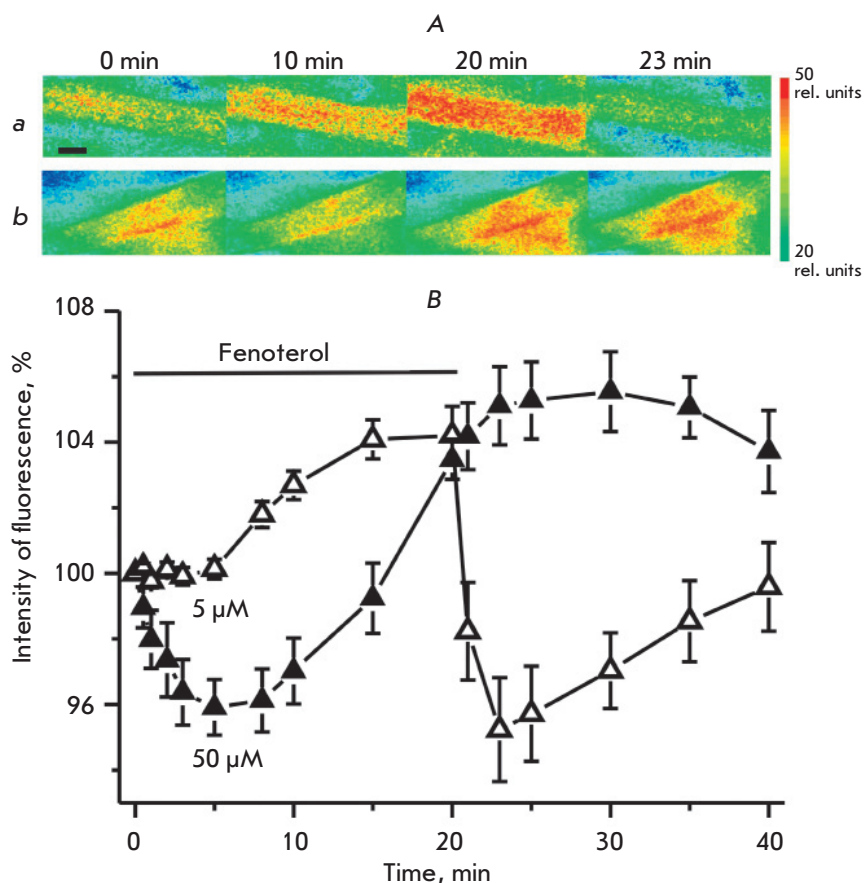 A
0 min 10 min 20 min 23 min
50
rel. units
a
b
20
rel. units
B
108
Fenoterol
104
100
5 µM
96
50 µM
Intensity of fluorescence, %
0 10 20 30 40
Time, min